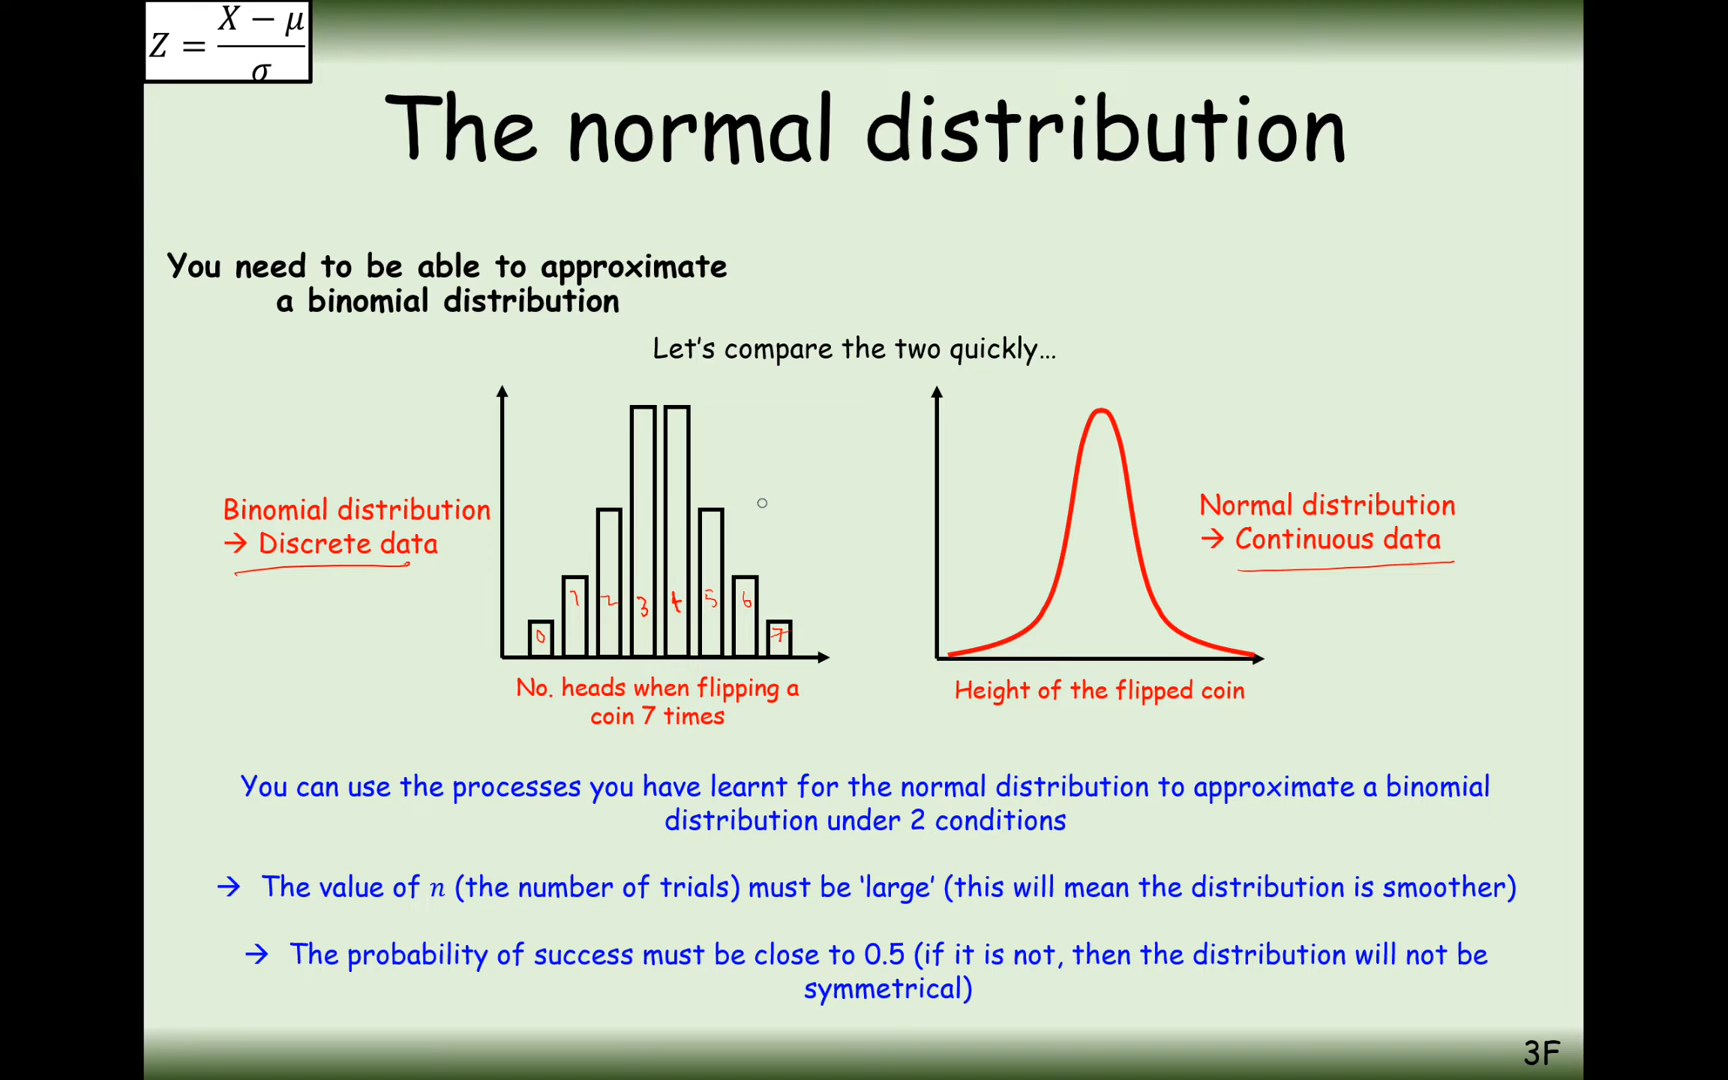 Z = (X − μ) / σ
The normal distribution
You need to be able to approximate
a binomial distribution
Let's compare the two quickly...
Binomial distribution
→ Discrete data
0 1 2 3 4 5 6 7
No. heads when flipping a
coin 7 times
Normal distribution
→ Continuous data
Height of the flipped coin
You can use the processes you have learnt for the normal distribution to approximate a binomial
distribution under 2 conditions
→ The value of n (the number of trials) must be 'large' (this will mean the distribution is smoother)
→ The probability of success must be close to 0.5 (if it is not, then the distribution will not be
symmetrical)
3F